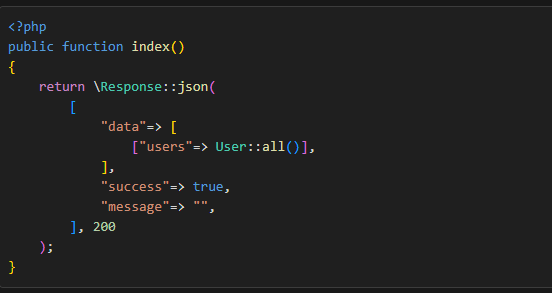 <?php
public function index()
{
    return \Response::json(
        [
            "data"=> [
                ["users"=> User::all()],
            ],
            "success"=> true,
            "message"=> "",
        ], 200
    );
}